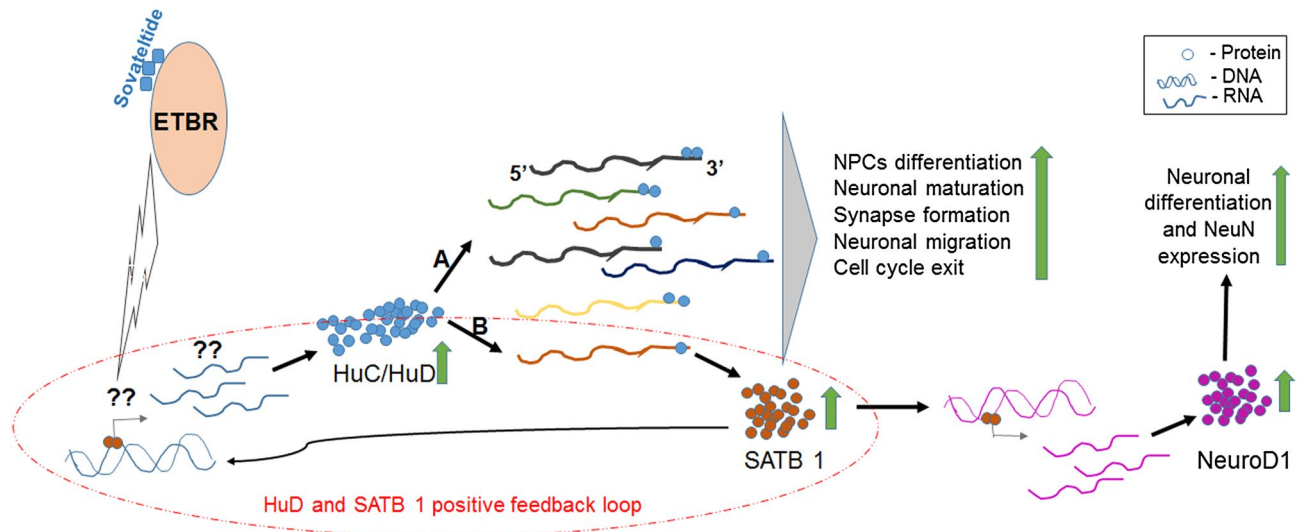 Sovateltide
ETBR
- Protein
- DNA
- RNA
5’
3’
NPCs differentiation
Neuronal maturation
Synapse formation
Neuronal migration
Cell cycle exit
Neuronal
differentiation
and NeuN
expression
A
B
??
??
HuC/HuD
SATB 1
NeuroD1
HuD and SATB 1 positive feedback loop